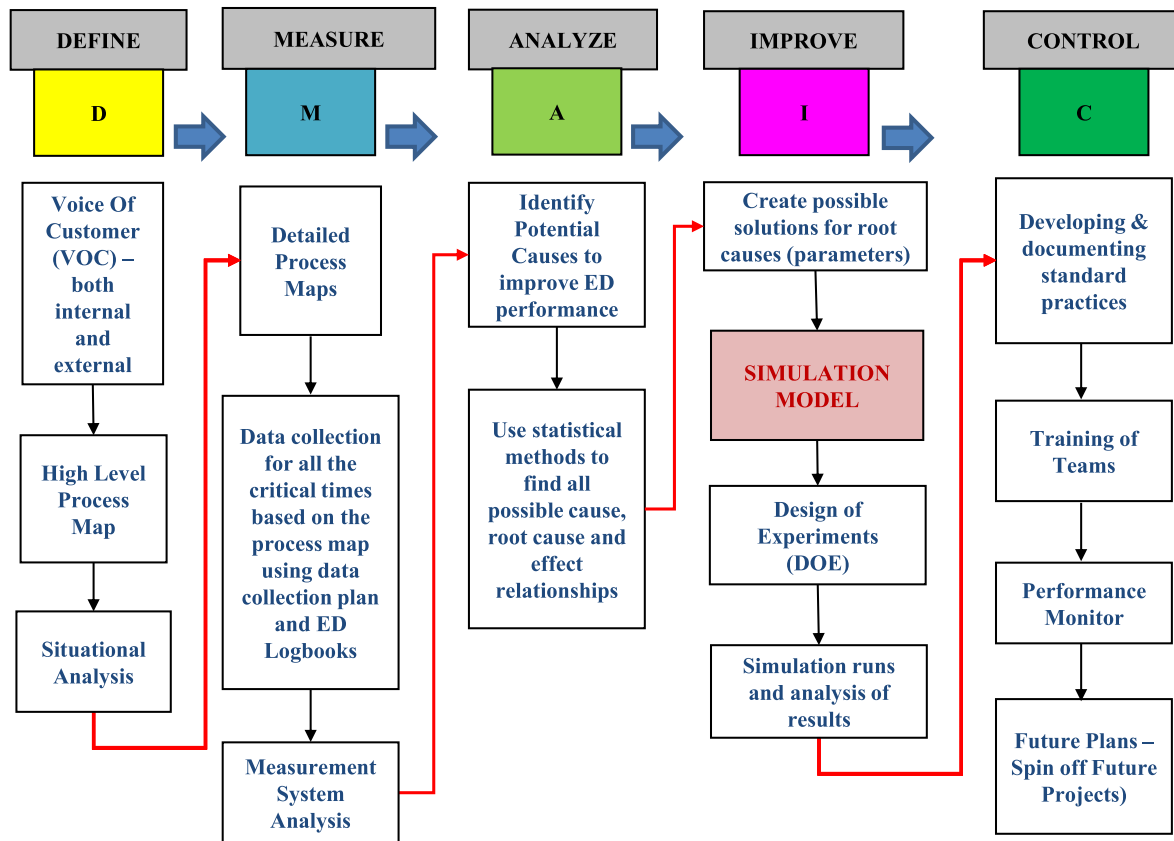 DEFINE
D
Voice Of
Customer
(VOC) –
both
internal
and
external
High Level
Process
Map
Situational
Analysis
MEASURE
M
Detailed
Process
Maps
Data collection
for all the
critical times
based on the
process map
using data
collection plan
and ED
Logbooks
Measurement
System
Analysis
ANALYZE
A
Identify
Potential
Causes to
improve ED
performance
Use statistical
methods to
find all
possible cause,
root cause and
effect
relationships
IMPROVE
I
Create possible
solutions for root
causes (parameters)
SIMULATION
MODEL
Design of
Experiments
(DOE)
Simulation runs
and analysis of
results
CONTROL
C
Developing &
documenting
standard
practices
Training of
Teams
Performance
Monitor
Future Plans –
Spin off Future
Projects)